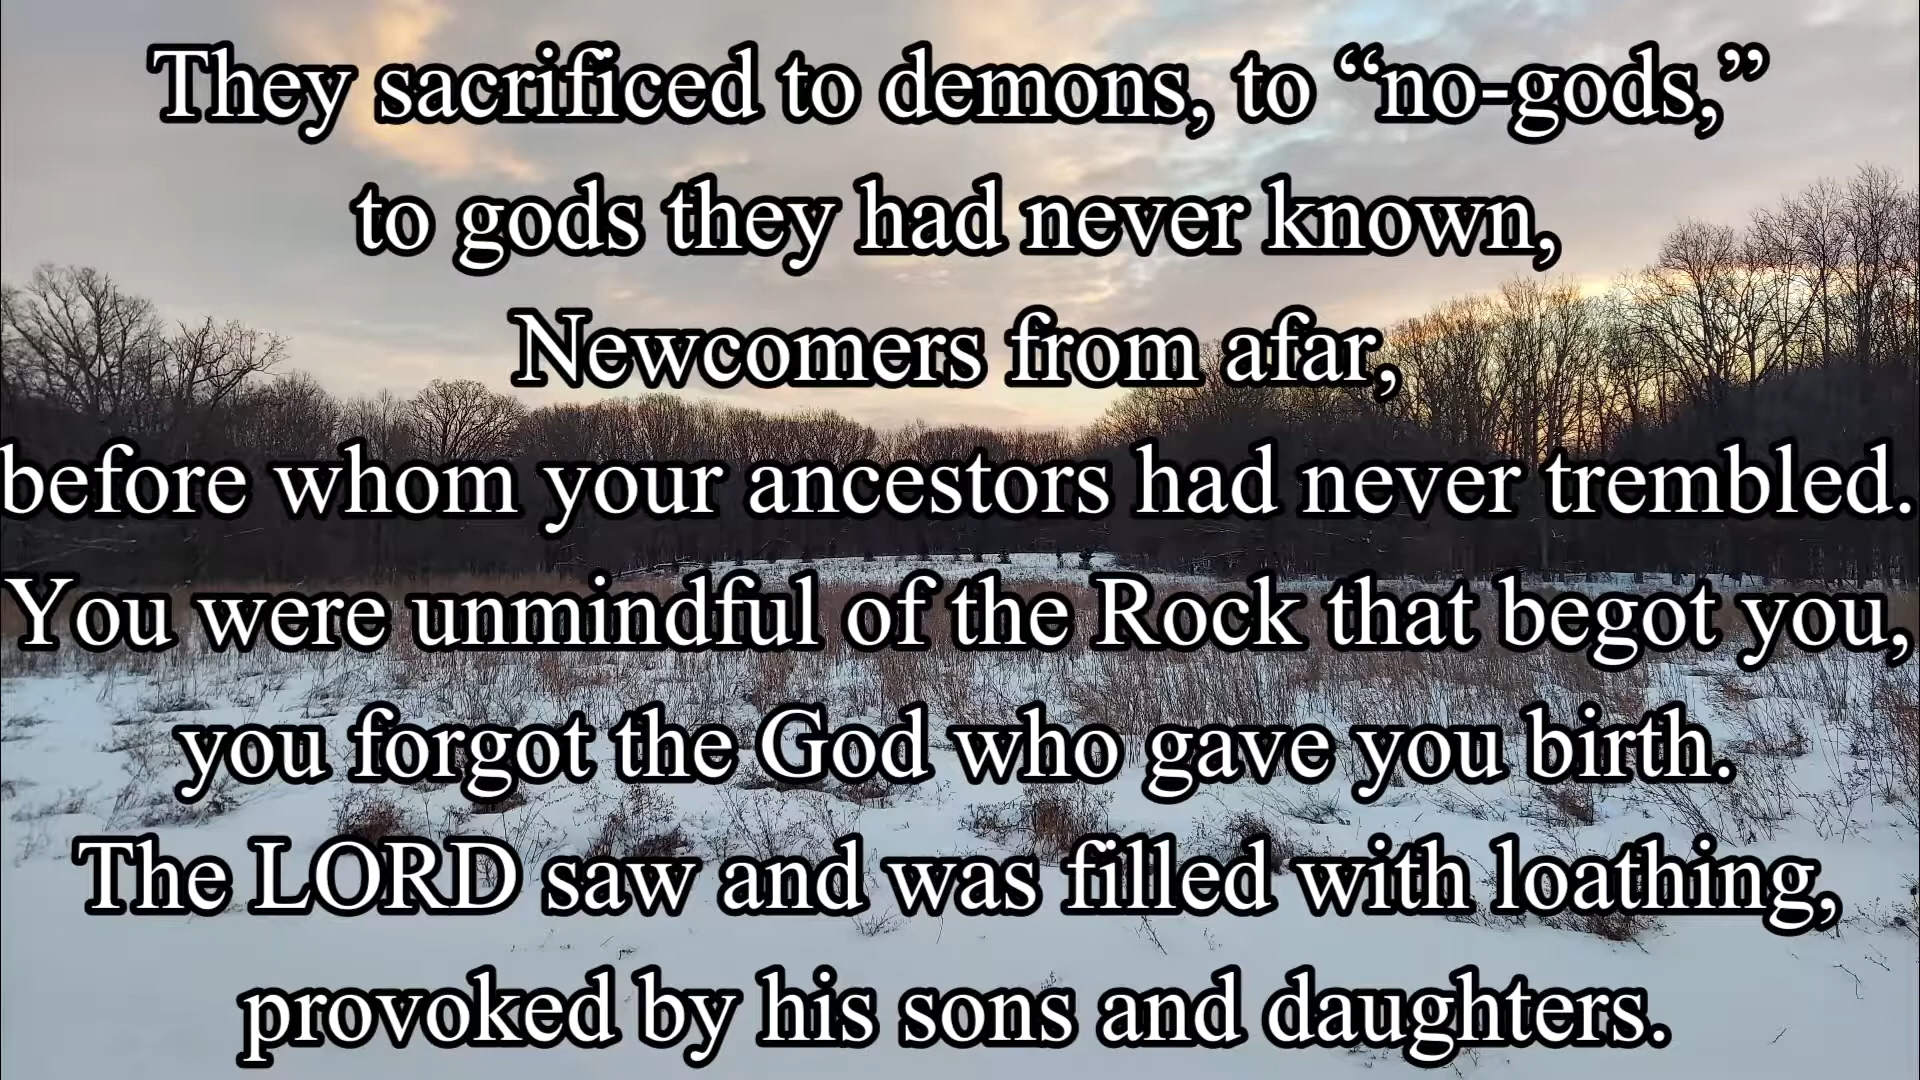 They sacrificed to demons, to “no-gods,”
to gods they had never known,
Newcomers from afar,
before whom your ancestors had never trembled.
You were unmindful of the Rock that begot you,
you forgot the God who gave you birth.
The LORD saw and was filled with loathing,
provoked by his sons and daughters.